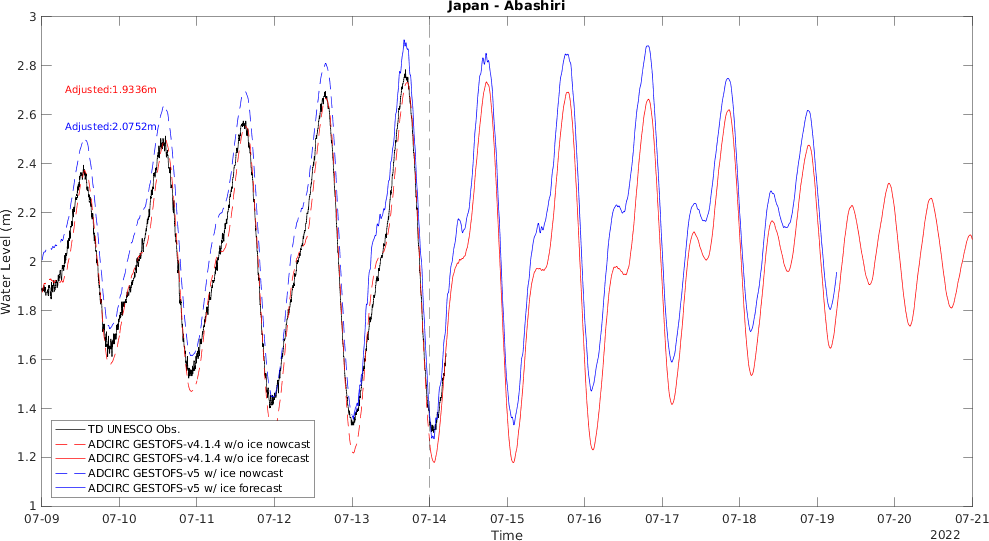 Japan - Abashiri
3
2.8
2.6
2.4
2.2
2
1.8
1.6
1.4
1.2
1
Water Level (m)
Adjusted:1.9336m
Adjusted:2.0752m
TD UNESCO Obs.
ADCIRC GESTOFS-v4.1.4 w/o ice nowcast
ADCIRC GESTOFS-v4.1.4 w/o ice forecast
ADCIRC GESTOFS-v5 w/ ice nowcast
ADCIRC GESTOFS-v5 w/ ice forecast
07-09 07-10 07-11 07-12 07-13 07-14 07-15 07-16 07-17 07-18 07-19 07-20 07-21
Time
2022